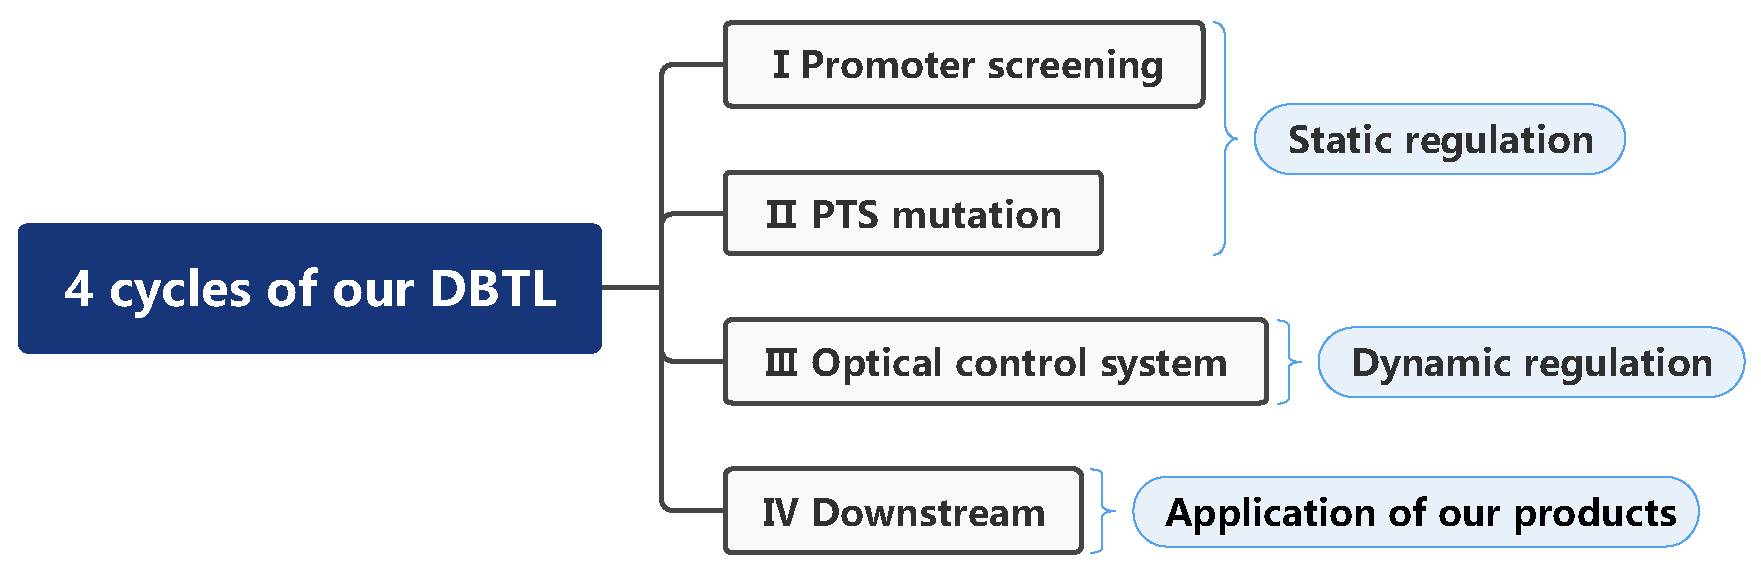 4 cycles of our DBTL
Ⅰ Promoter screening
Ⅱ PTS mutation
Static regulation
Ⅲ Optical control system
Dynamic regulation
Ⅳ Downstream
Application of our products